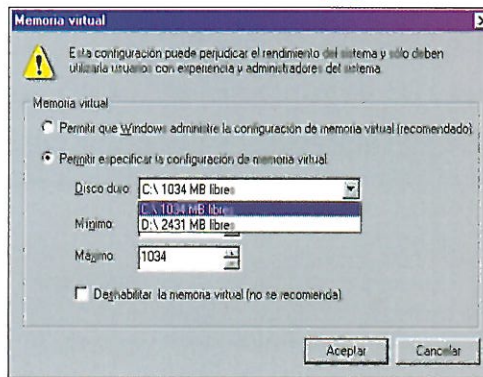 Memoria virtual
Esta configuración puede perjudicar el rendimiento del sistema y sólo deben
utilizarla usuarios con experiencia y administradores del sistema.
Memoria virtual
Permitir que Windows administre la configuración de memoria virtual (recomendado)
Permitir especificar la configuración de memoria virtual.
Disco duro: C:\ 1034 MB libres
C:\ 1034 MB libres
Mínimo: D:\ 2431 MB libres
Máximo: 1034
Deshabilitar la memoria virtual (no se recomienda)
Aceptar Cancelar